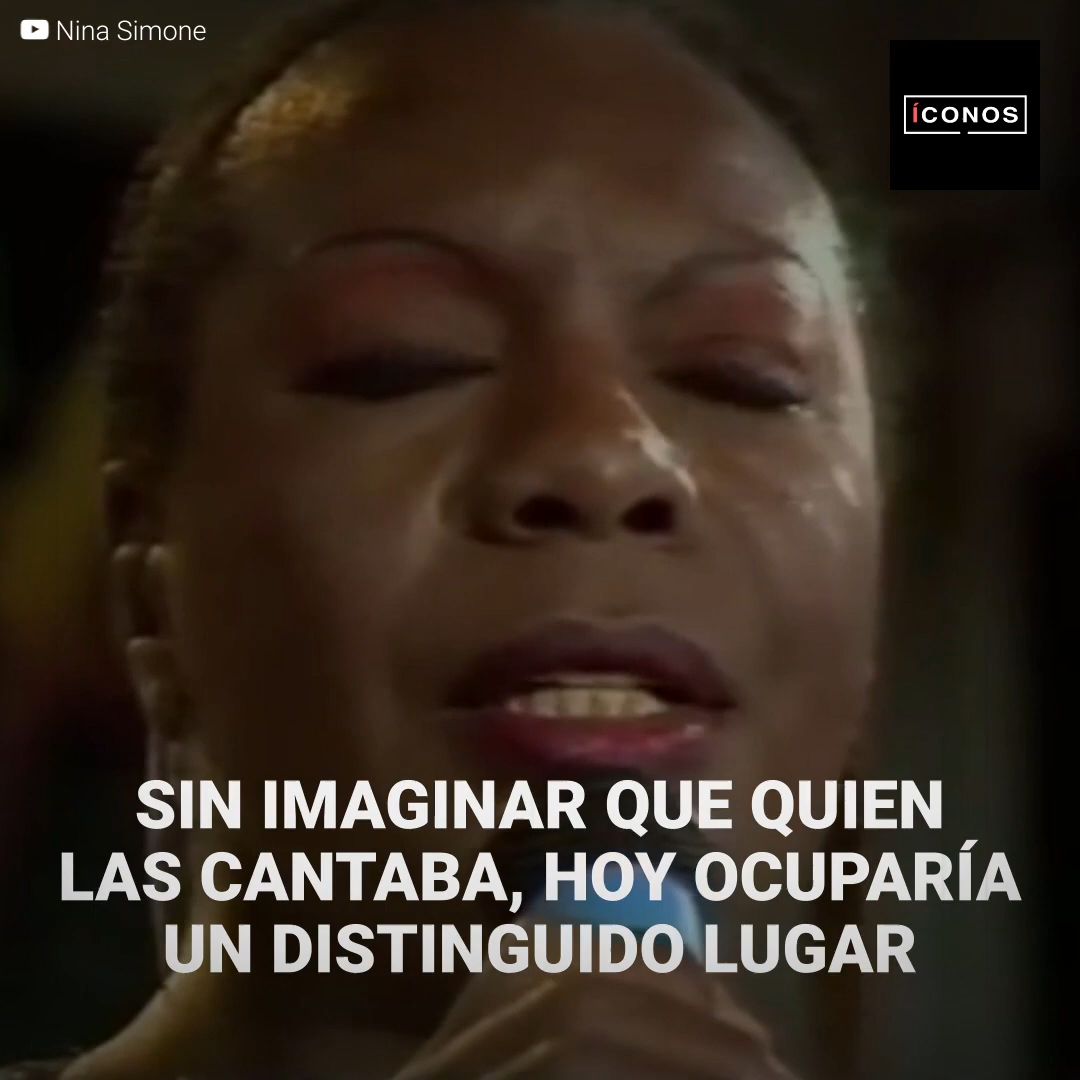 Nina Simone
ÍCONOS
SIN IMAGINAR QUE QUIEN
LAS CANTABA, HOY OCUPARÍA
UN DISTINGUIDO LUGAR